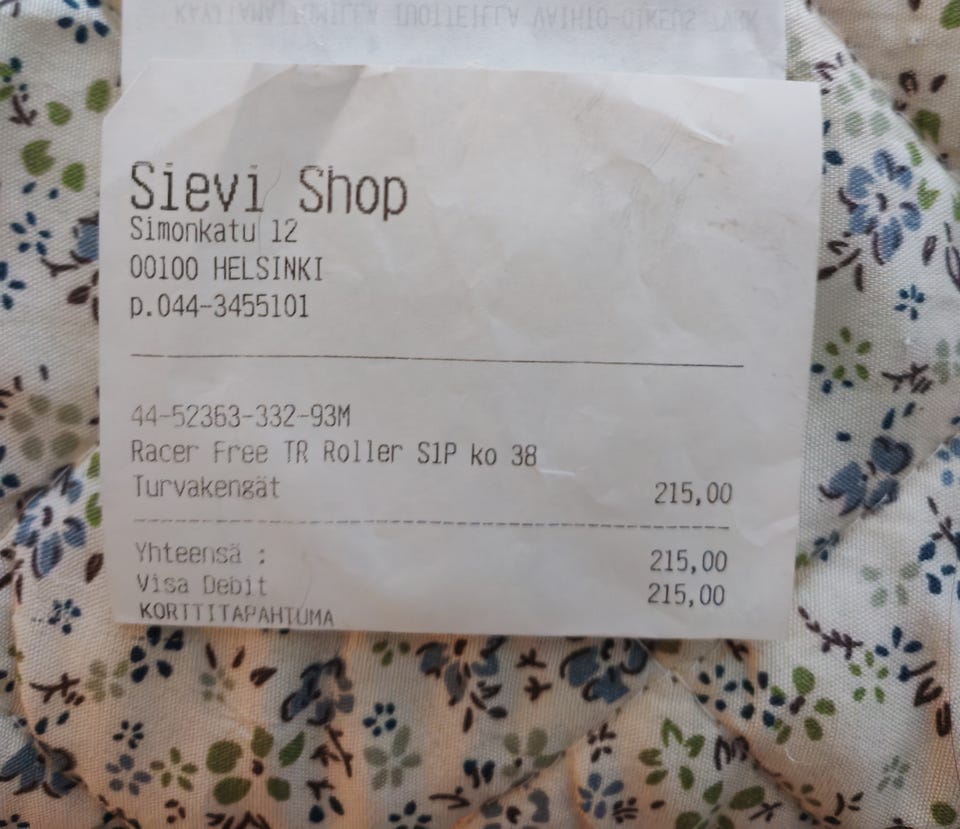 Sievi Shop
Simonkatu 12
00100 HELSINKI
p.044-3455101
44-52363-332-93M
Racer Free TR Roller S1P ko 38
Turvakengät 215,00
Yhteensä : 215,00
Visa Debit 215,00
KORTTITAPAHTUMA